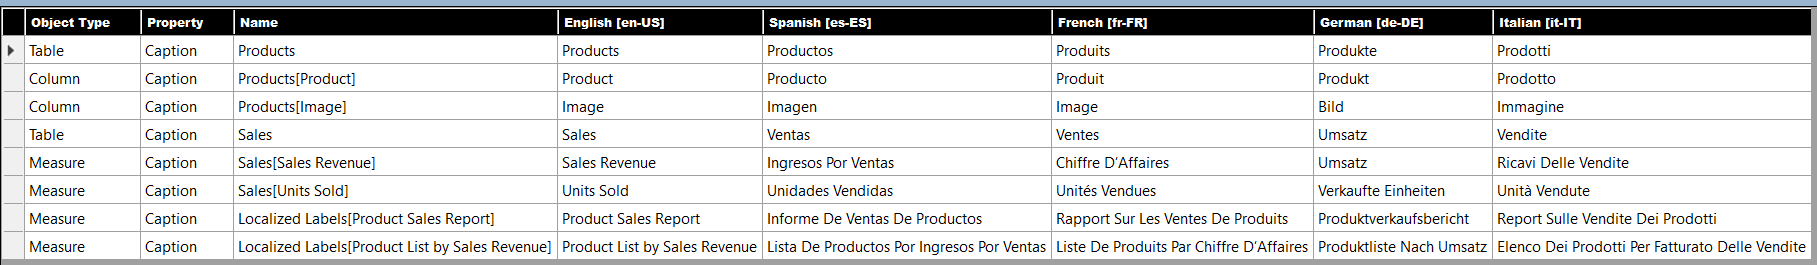 Object Type Property Name English [en-US] Spanish [es-ES] French [fr-FR] German [de-DE] Italian [it-IT]
Table Caption Products Products Productos Produits Produkte Prodotti
Column Caption Products[Product] Product Producto Produit Produkt Prodotto
Column Caption Products[Image] Image Imagen Image Bild Immagine
Table Caption Sales Sales Ventas Ventes Umsatz Vendite
Measure Caption Sales[Sales Revenue] Sales Revenue Ingresos Por Ventas Chiffre D’Affaires Umsatz Ricavi Delle Vendite
Measure Caption Sales[Units Sold] Units Sold Unidades Vendidas Unités Vendues Verkaufte Einheiten Unità Vendute
Measure Caption Localized Labels[Product Sales Report] Product Sales Report Informe De Ventas De Productos Rapport Sur Les Ventes De Produits Produktverkaufsbericht Report Sulle Vendite Dei Prodotti
Measure Caption Localized Labels[Product List by Sales Revenue] Product List by Sales Revenue Lista De Productos Por Ingresos Por Ventas Liste De Produits Par Chiffre D’Affaires Produktliste Nach Umsatz Elenco Dei Prodotti Per Fatturato Delle Vendite